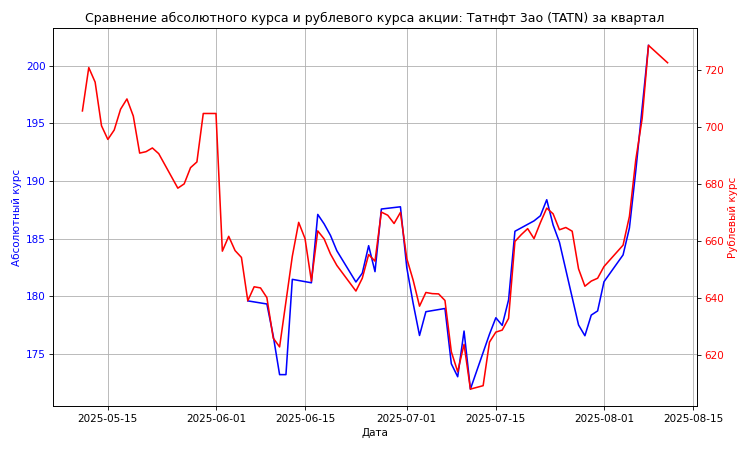 Сравнение абсолютного курса и рублевого курса акции: Татнфт 3ао (TATN) за квартал
Абсолютный курс
200
195
190
185
180
175
720
700
680
660
640
620
Рублевый курс
2025-05-15 2025-06-01 2025-06-15 2025-07-01 2025-07-15 2025-08-01 2025-08-15
Дата